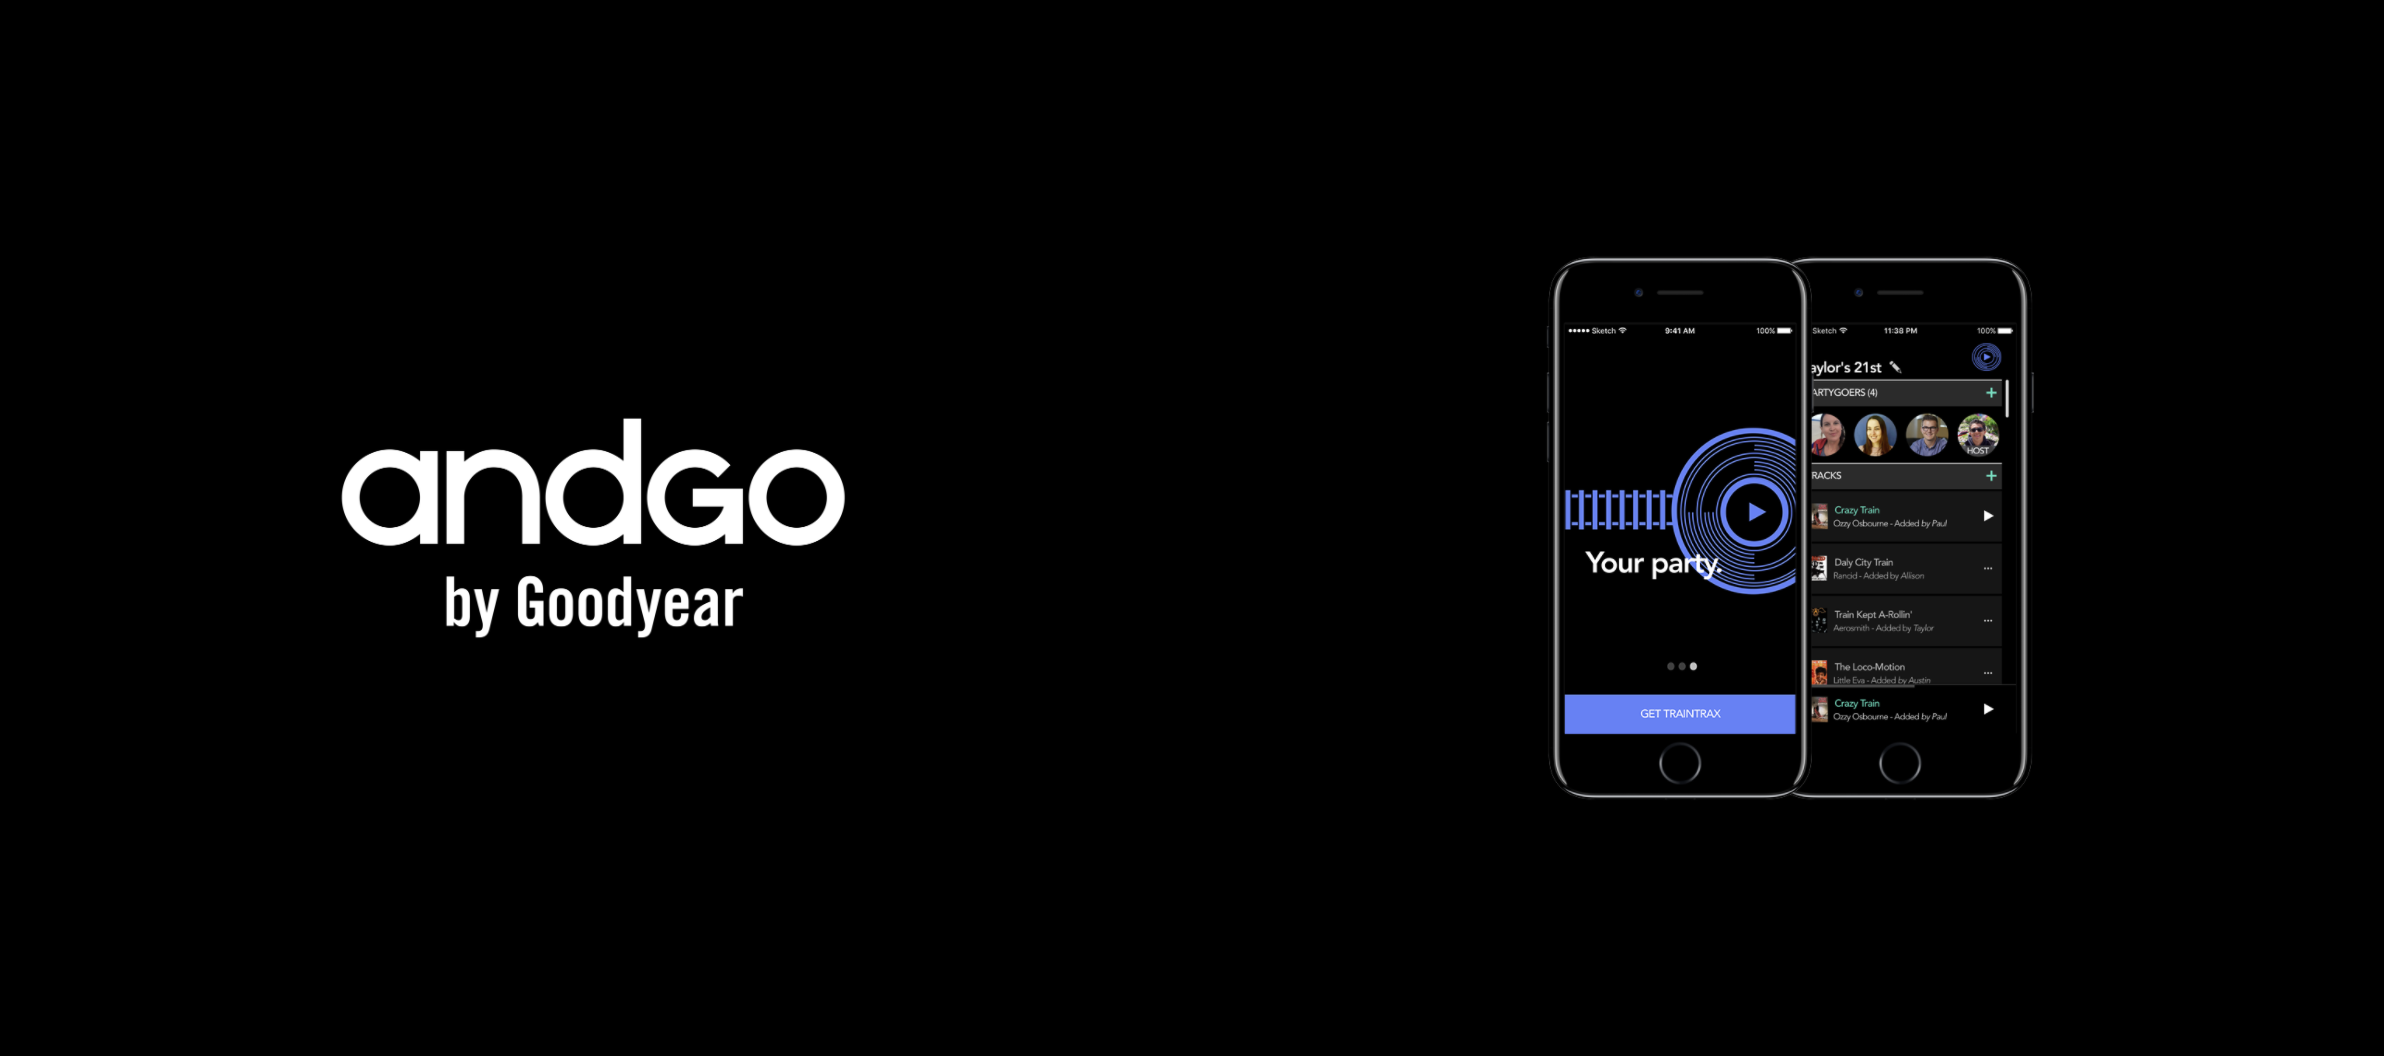 andGo
by Goodyear
Sketch 9:41 AM 100%
Your party.
GET TRAINTRAX
Sketch 11:38 PM 100%
aylor's 21st
ARTYGOERS (4) +
HOST
RACKS +
Crazy Train
Ozzy Osbourne - Added by Paul
Daly City Train
Rancid - Added by Allison
Train Kept A-Rollin'
Aerosmith - Added by Taylor
The Loco-Motion
Little Eva - Added by Austin
Crazy Train
Ozzy Osbourne - Added by Paul